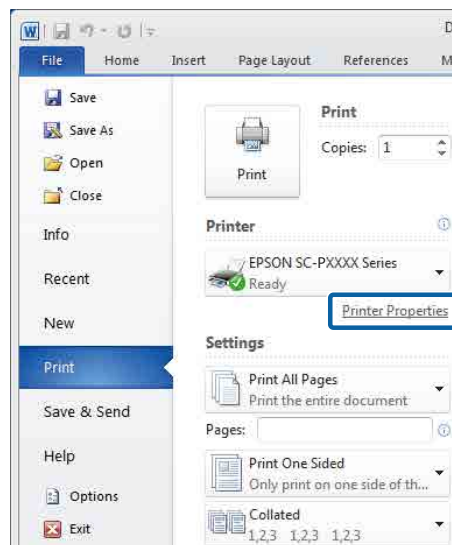 W
File Home Insert Page Layout References M
Save
Save As
Open
Close
Info
Recent
New
Print
Save & Send
Help
Options
Exit
Print
Print
Copies: 1
Printer
EPSON SC-PXXXX Series
Ready
Printer Properties
Settings
Print All Pages
Print the entire document
Pages:
Print One Sided
Only print on one side of th...
Collated
1,2,3 1,2,3 1,2,3